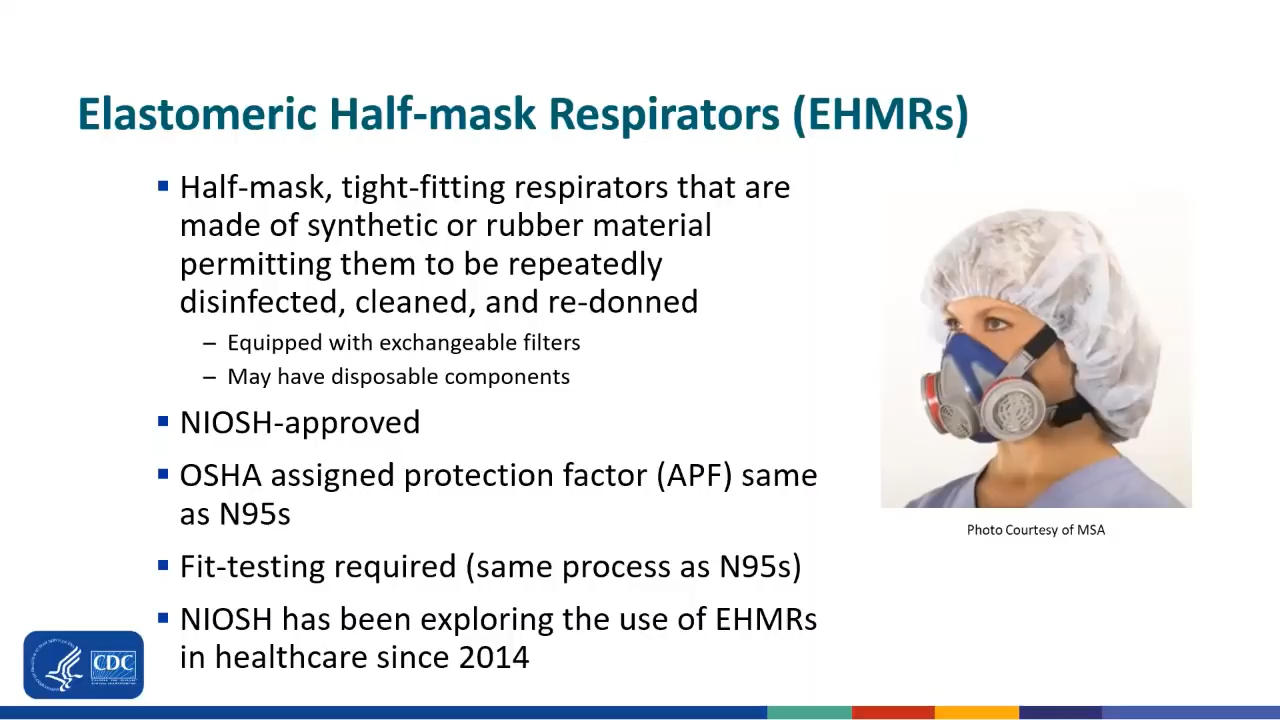 Elastomeric Half-mask Respirators (EHMRs)
▪ Half-mask, tight-fitting respirators that are
made of synthetic or rubber material
permitting them to be repeatedly
disinfected, cleaned, and re-donned
– Equipped with exchangeable filters
– May have disposable components
▪ NIOSH-approved
▪ OSHA assigned protection factor (APF) same
as N95s
▪ Fit-testing required (same process as N95s)
▪ NIOSH has been exploring the use of EHMRs
in healthcare since 2014
Photo Courtesy of MSA
CDC